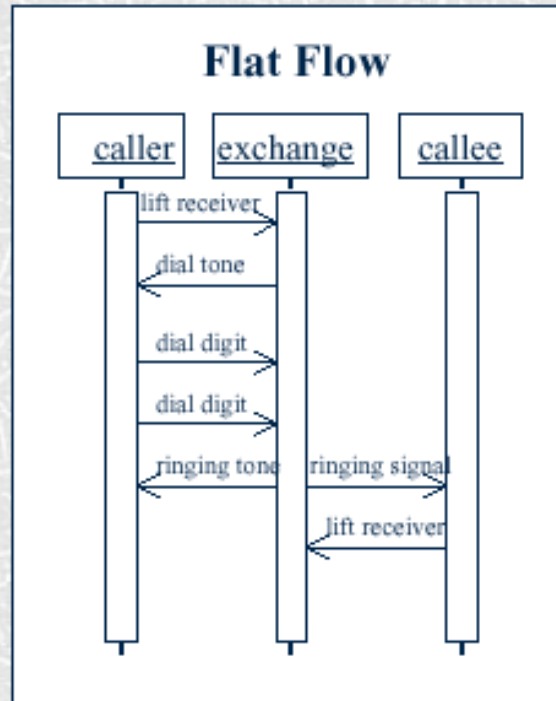 Flat Flow
caller exchange callee
lift receiver
dial tone
dial digit
dial digit
ringing tone ringing signal
lift receiver